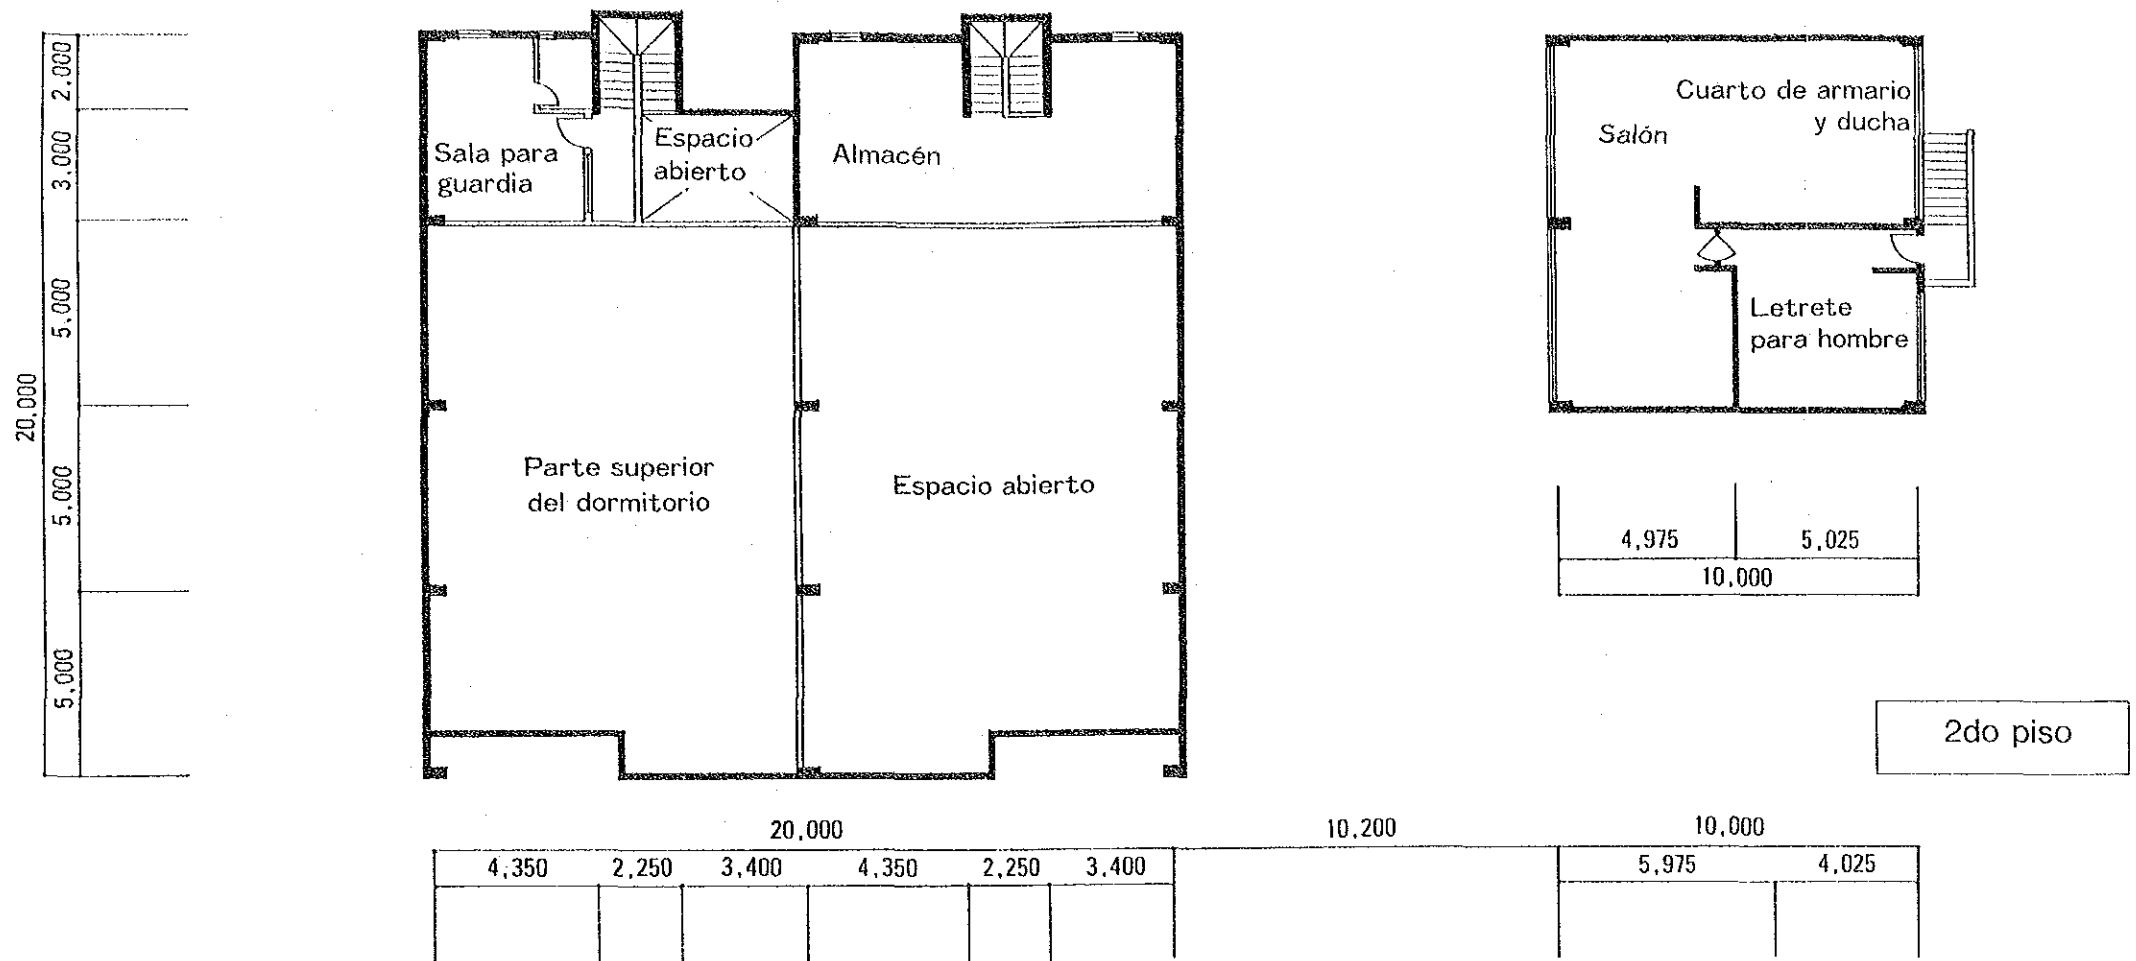 2.000
3.000
5,000
5,000
5,000
20,000
Sala para
guardia
Espacio
abierto
Almacén
Parte superior
del dormitorio
Espacio abierto
Salón
Cuarto de armario
y ducha
Letrete
para hombre
4,975
5,025
10,000
2do piso
20,000
10,200
10,000
4,350
2,250
3,400
4,350
2,250
3,400
5,975
4,025